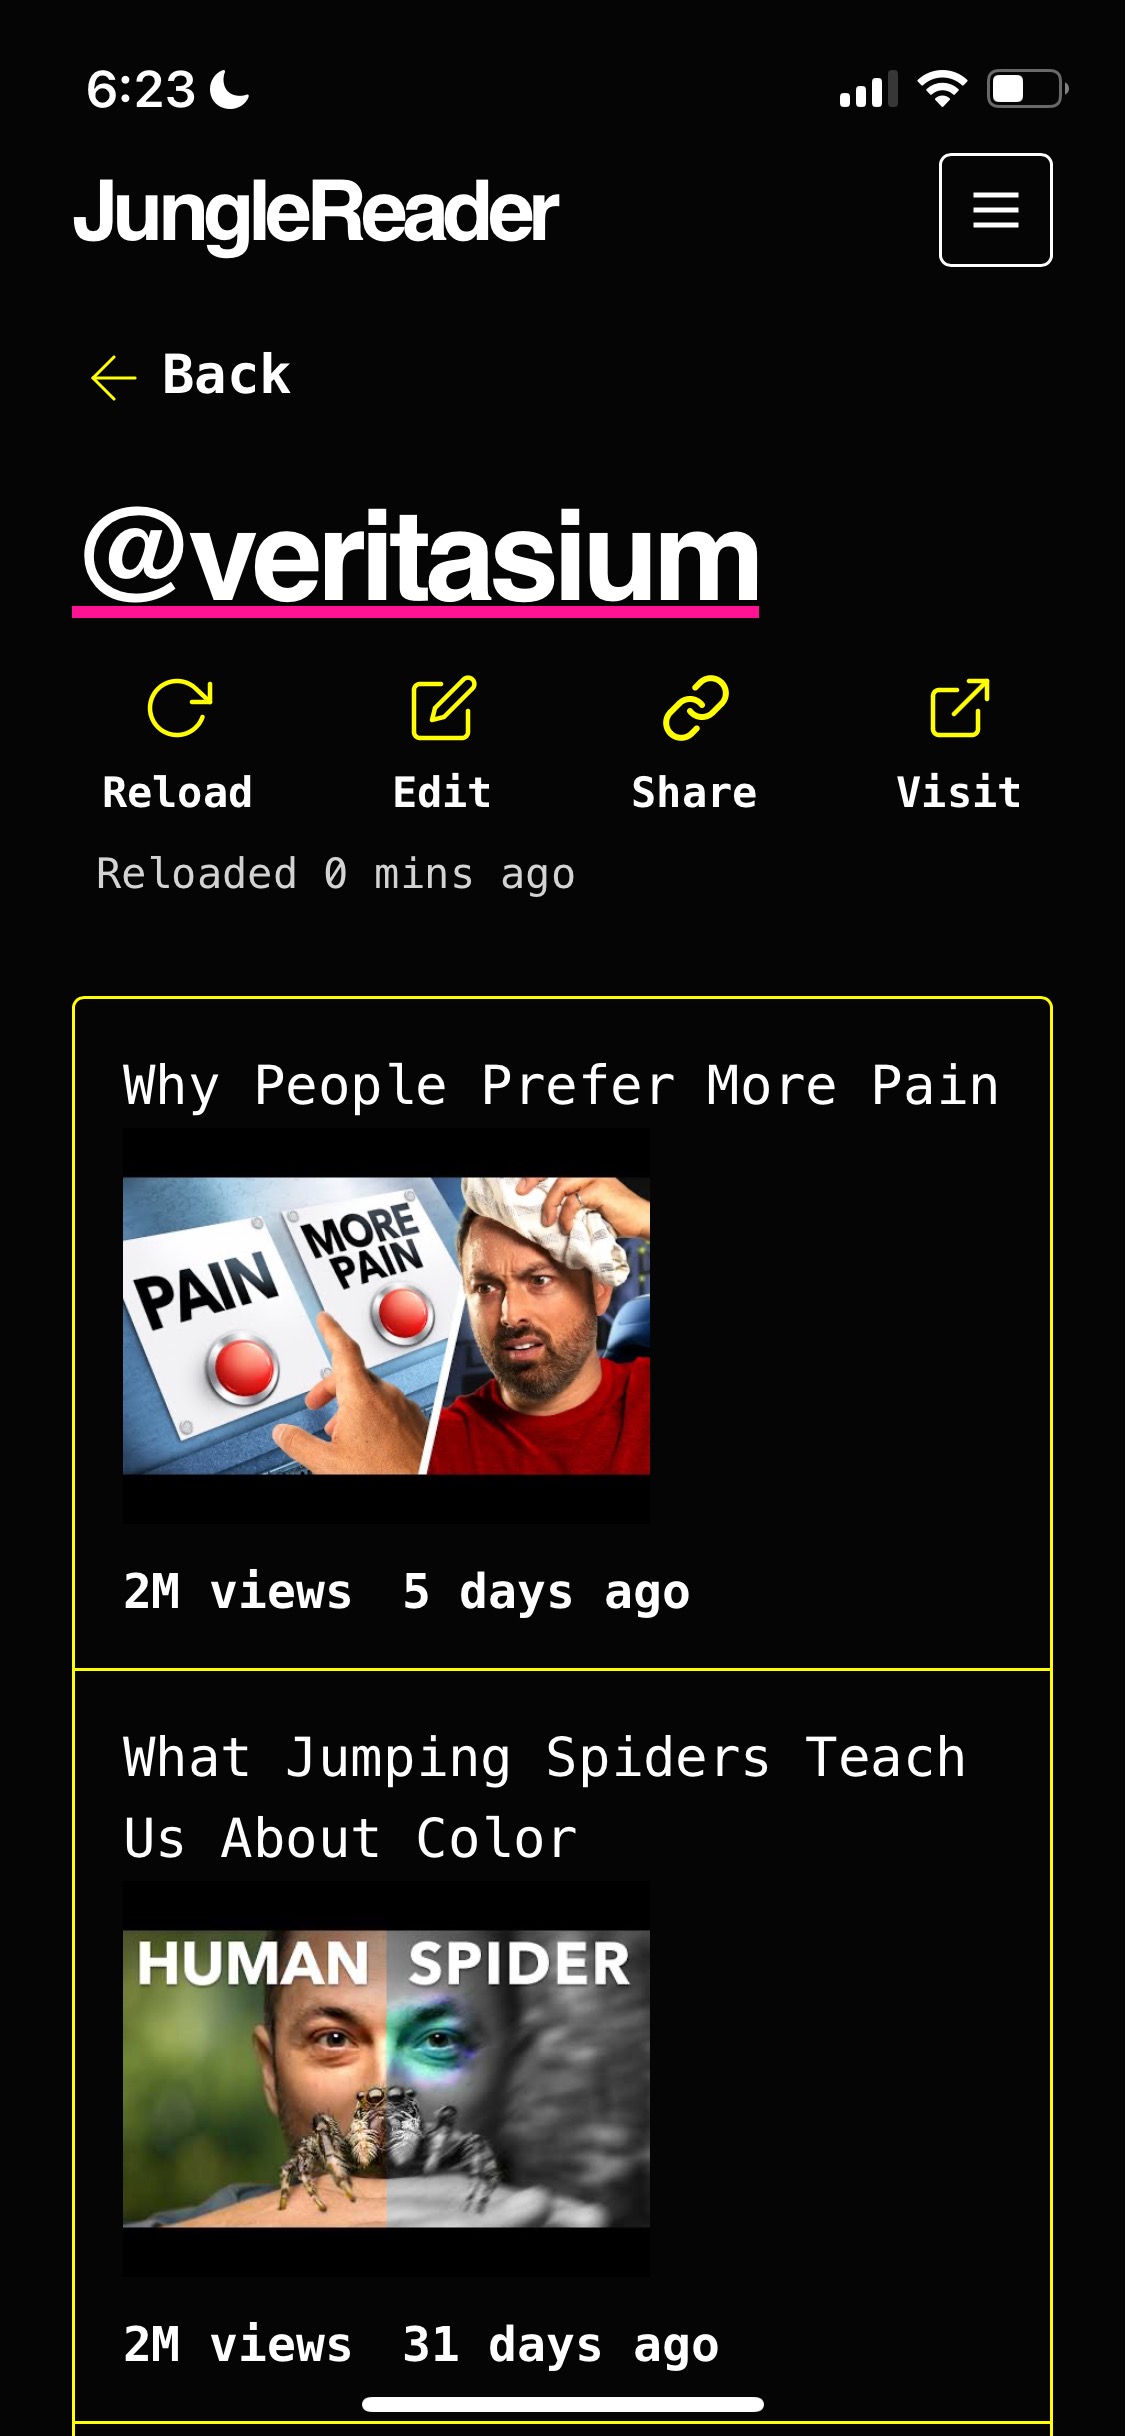 6:23
JungleReader
Back
@veritasium
Reload Edit Share Visit
Reloaded 0 mins ago
Why People Prefer More Pain
PAIN
MORE
PAIN
2M views 5 days ago
What Jumping Spiders Teach
Us About Color
HUMAN SPIDER
2M views 31 days ago